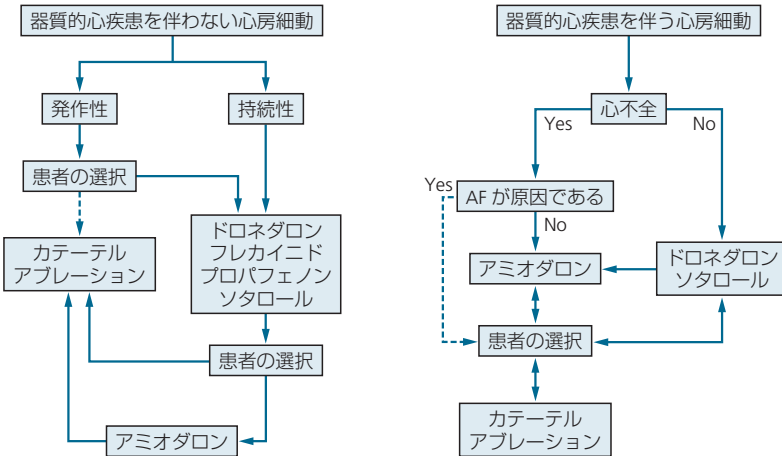 器質的心疾患を伴わない心房細動
発作性
持続性
患者の選択
カテーテル
アブレーション
ドロネダロン
フレカイニド
プロパフェノン
ソタロール
患者の選択
アミオダロン
器質的心疾患を伴う心房細動
心不全
Yes
No
Yes
AF が原因である
No
アミオダロン
ドロネダロン
ソタロール
患者の選択
カテーテル
アブレーション